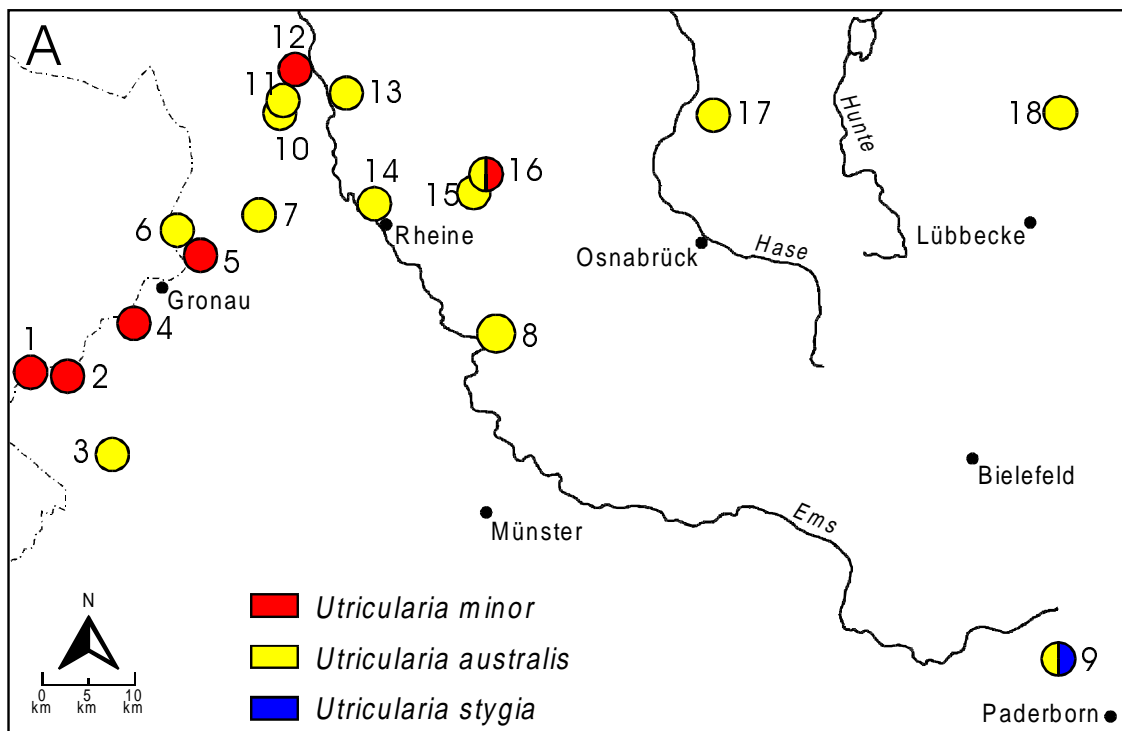 A
12
11
13
10
17
Hunte
18
14
16
15
6
7
Rheine
5
Lübbecke
Osnabrück
Hase
Gronau
4
8
1
2
3
Bielefeld
Münster
Ems
N
0
km
5
km
10
km
Utricularia minor
Utricularia australis
Utricularia stygia
9
Paderborn